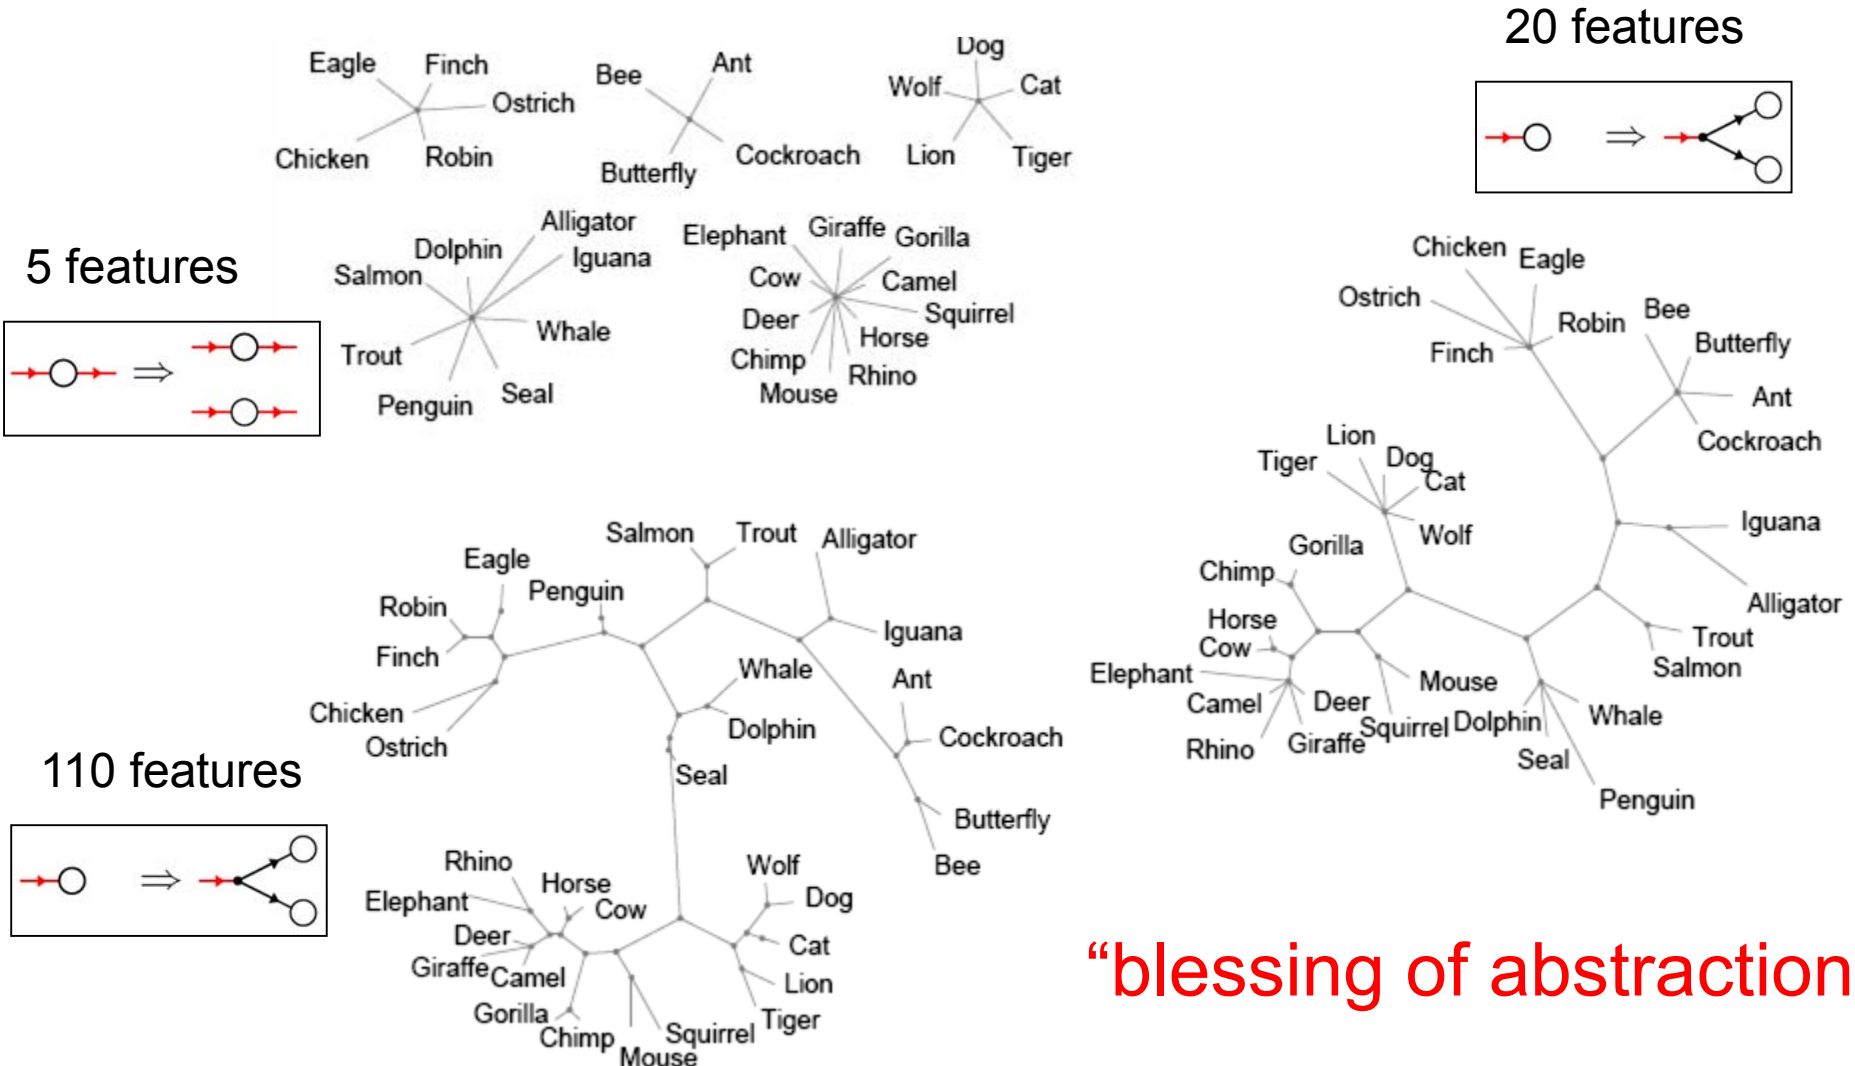 20 features
Dog
Eagle
Finch
Ant
Bee
Wolf
Cat
Ostrich
Chicken
Robin
Cockroach
Lion
Tiger
Butterfly
5 features
Alligator
Dolphin
Iguana
Salmon
Whale
Trout
Seal
Penguin
Elephant
Giraffe
Gorilla
Cow
Camel
Deer
Squirrel
Horse
Chimp
Rhino
Mouse
Chicken
Eagle
Ostrich
Robin
Bee
Finch
Butterfly
Ant
Cockroach
Lion
Tiger
Dog
Cat
Wolf
Iguana
Gorilla
Chimp
Alligator
Horse
Trout
Cow
Salmon
Elephant
Mouse
Camel
Deer
Squirrel
Dolphin
Whale
Rhino
Giraffe
Seal
Penguin
110 features
Salmon
Trout
Alligator
Eagle
Penguin
Robin
Iguana
Finch
Whale
Ant
Chicken
Dolphin
Cockroach
Ostrich
Seal
Butterfly
Bee
Rhino
Wolf
Horse
Elephant
Cow
Dog
Deer
Cat
Giraffe
Camel
Lion
Gorilla
Tiger
Chimp
Squirrel
Mouse
“blessing of abstraction